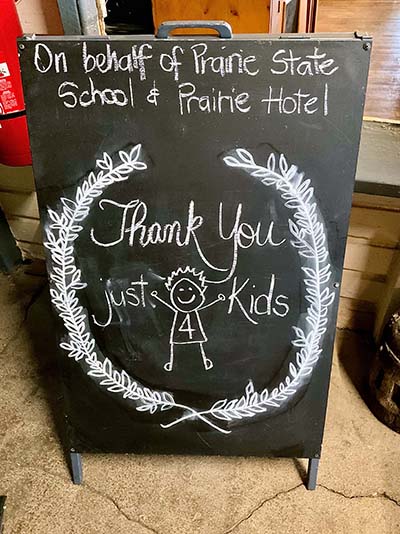 On behalf of Prairie State
School & Prairie Hotel
Thank You
just 4 Kids